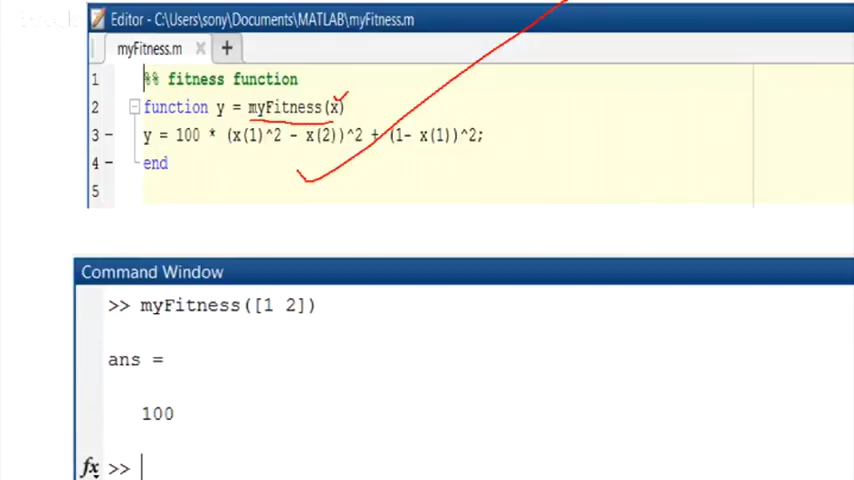 Editor - C:\Users\sony\Documents\MATLAB\myFitness.m
myFitness.m × +
1 %% fitness function
2 function y = myFitness(x)
3 - y = 100 * (x(1)^2 - x(2))^2 + (1- x(1))^2;
4 - end
5
Command Window
>> myFitness([1 2])
ans =
100
fx >>